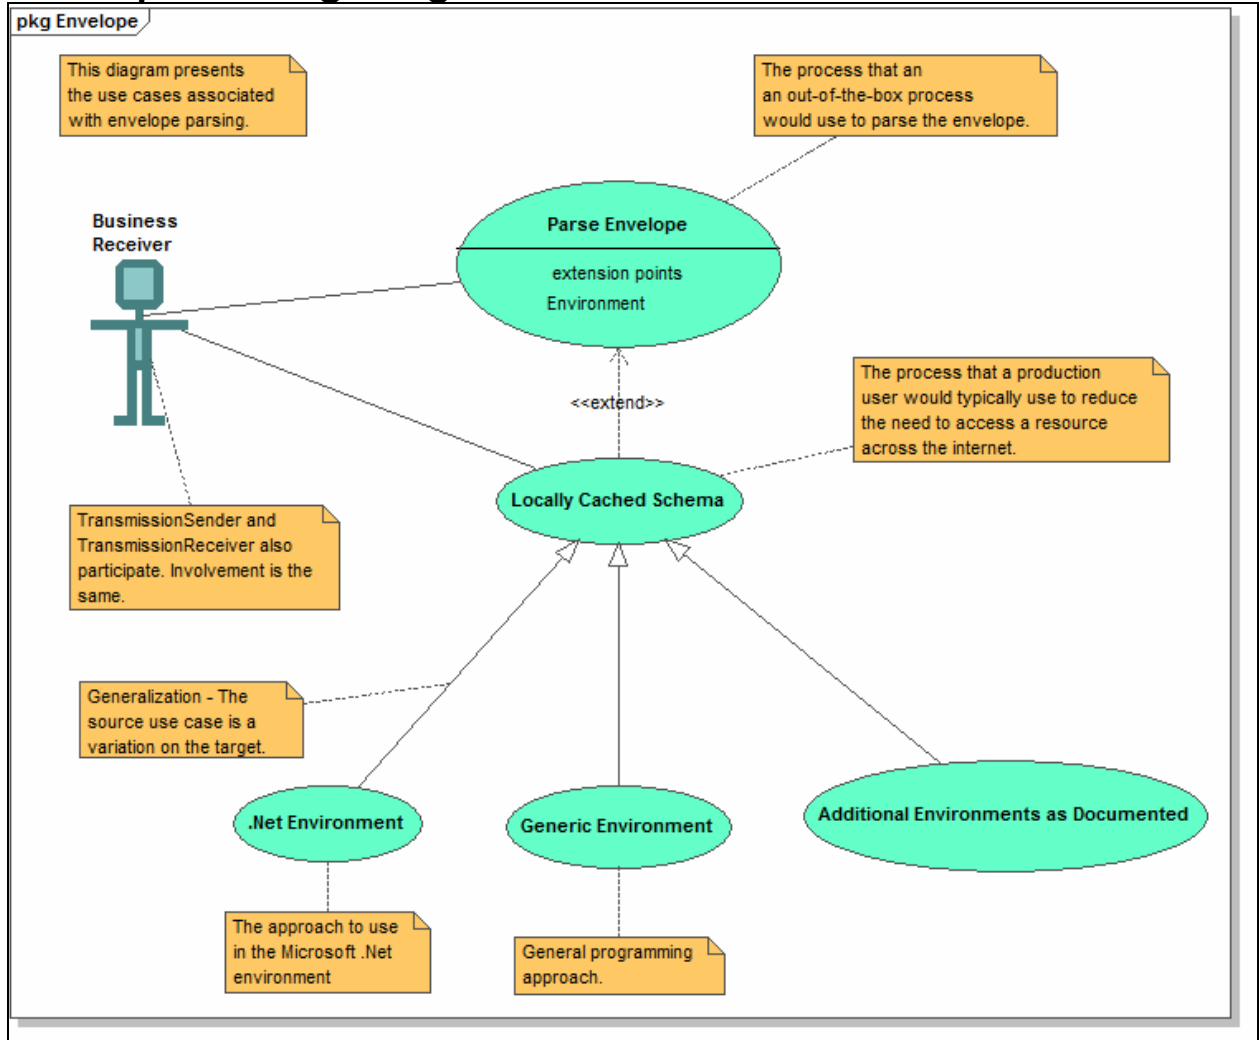 pkg Envelope
This diagram presents
the use cases associated
with envelope parsing.
The process that an
an out-of-the-box process
would use to parse the envelope.
Business
Receiver
Parse Envelope
extension points
Environment
<<extend>>
The process that a production
user would typically use to reduce
the need to access a resource
across the internet.
Locally Cached Schema
TransmissionSender and
TransmissionReceiver also
participate. Involvement is the
same.
Generalization - The
source use case is a
variation on the target.
.Net Environment
Generic Environment
Additional Environments as Documented
The approach to use
in the Microsoft .Net
environment
General programming
approach.